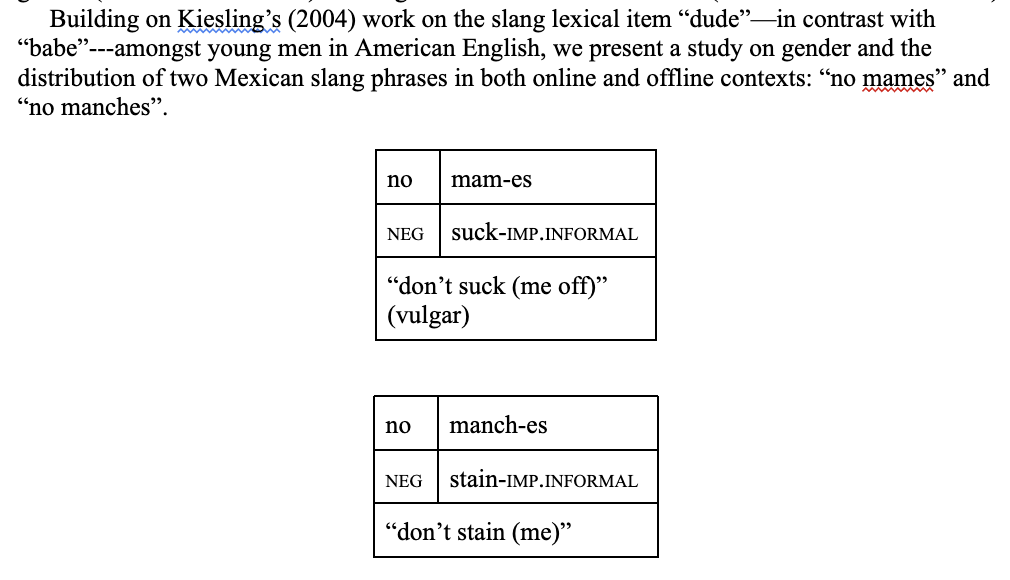 Building on Kiesling’s (2004) work on the slang lexical item “dude”—in contrast with
“babe”---amongst young men in American English, we present a study on gender and the
distribution of two Mexican slang phrases in both online and offline contexts: “no mames” and
“no manches”.
no mam-es
NEG suck-IMP.INFORMAL
“don’t suck (me off)”
(vulgar)
no manch-es
NEG stain-IMP.INFORMAL
“don’t stain (me)”